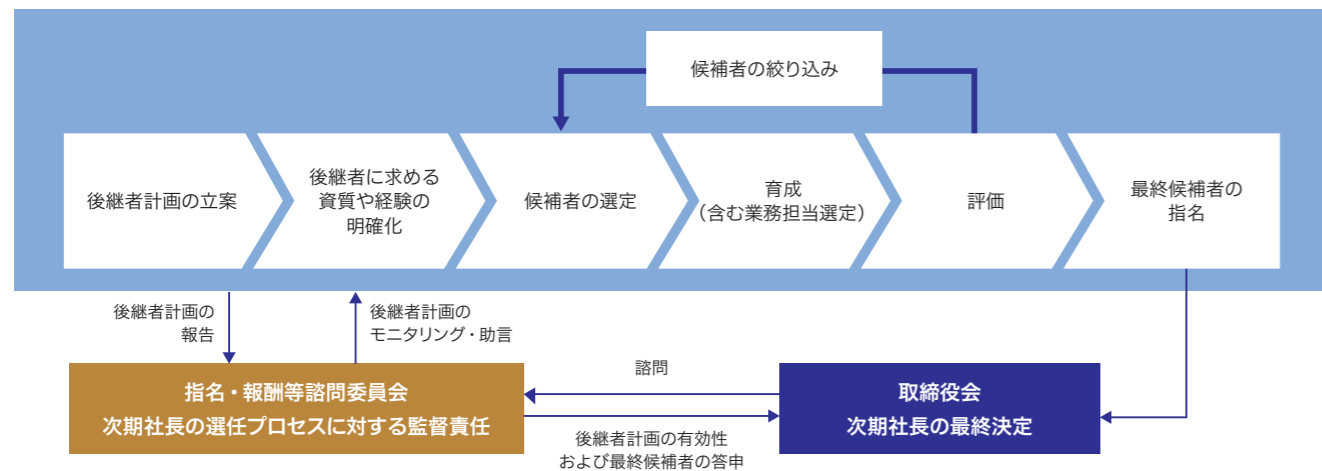 候補者の絞り込み
後継者計画の立案
後継者に求める
資質や経験の
明確化
候補者の選定
育成
（含む業務担当選定）
評価
最終候補者の
指名
後継者計画の
報告
後継者計画の
モニタリング・助言
指名・報酬等諮問委員会
次期社長の選任プロセスに対する監督責任
諮問
後継者計画の有効性
および最終候補者の答申
取締役会
次期社長の最終決定